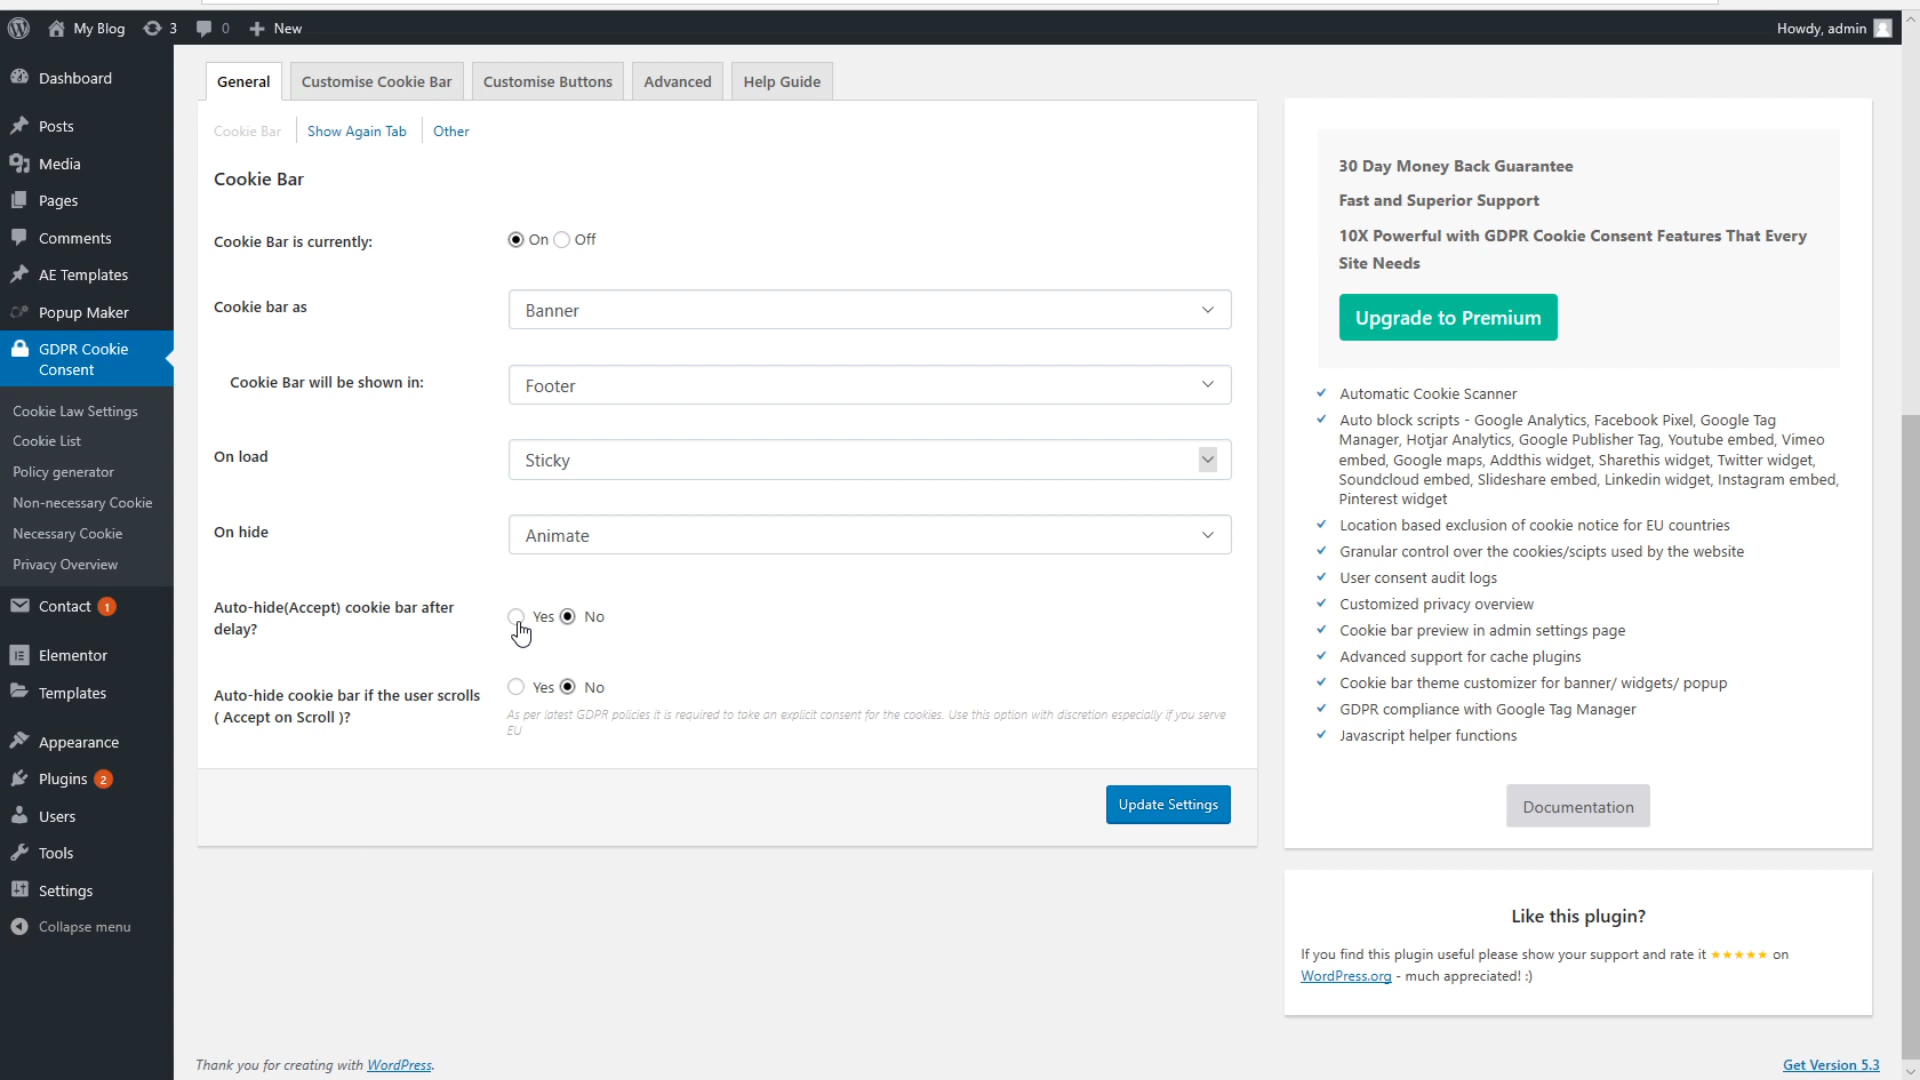 My Blog 3 0 New Howdy, admin
Dashboard
Posts
Media
Pages
Comments
AE Templates
Popup Maker
GDPR Cookie
Consent
Cookie Law Settings
Cookie List
Policy generator
Non-necessary Cookie
Necessary Cookie
Privacy Overview
Contact 1
Elementor
Templates
Appearance
Plugins 2
Users
Tools
Settings
Collapse menu
General Customise Cookie Bar Customise Buttons Advanced Help Guide
Cookie Bar Show Again Tab Other
Cookie Bar
Cookie Bar is currently: On Off
Cookie bar as Banner
Cookie Bar will be shown in: Footer
On load Sticky
On hide Animate
Auto-hide(Accept) cookie bar after
delay?
Yes No
Auto-hide cookie bar if the user scrolls
( Accept on Scroll )?
Yes No
As per latest GDPR policies it is required to take an explicit consent for the cookies. Use this option with discretion especially if you serve
EU
Update Settings
30 Day Money Back Guarantee
Fast and Superior Support
10X Powerful with GDPR Cookie Consent Features That Every
Site Needs
Upgrade to Premium
Automatic Cookie Scanner
Auto block scripts - Google Analytics, Facebook Pixel, Google Tag
Manager, Hotjar Analytics, Google Publisher Tag, Youtube embed, Vimeo
embed, Google maps, Addthis widget, Sharethis widget, Twitter widget,
Soundcloud embed, Slideshare embed, Linkedin widget, Instagram embed,
Pinterest widget
Location based exclusion of cookie notice for EU countries
Granular control over the cookies/scipts used by the website
User consent audit logs
Customized privacy overview
Cookie bar preview in admin settings page
Advanced support for cache plugins
Cookie bar theme customizer for banner/ widgets/ popup
GDPR compliance with Google Tag Manager
Javascript helper functions
Documentation
Like this plugin?
If you find this plugin useful please show your support and rate it ★★★★★ on
WordPress.org - much appreciated! :)
Thank you for creating with WordPress.
Get Version 5.3